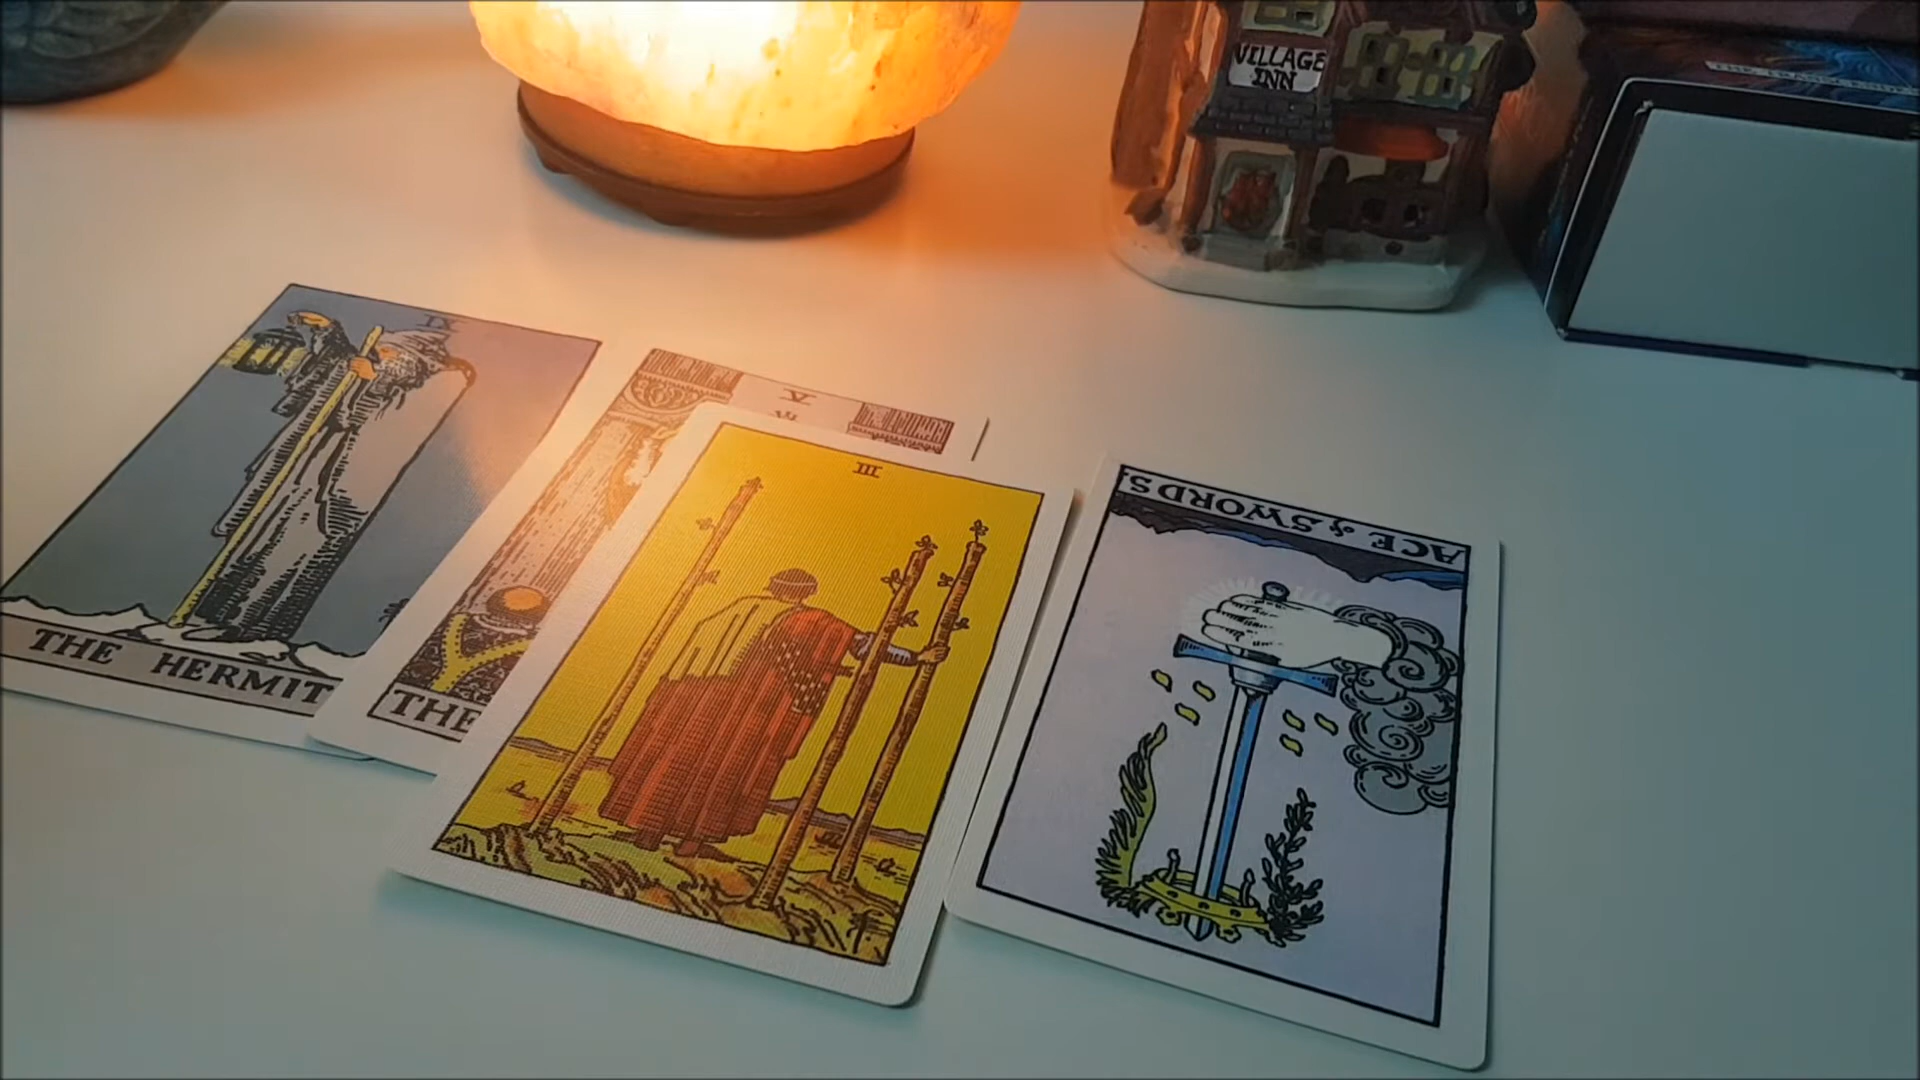 VILLAGE
INN
IX
V
III
ACE of SWORDS.
THE HERMIT
THE